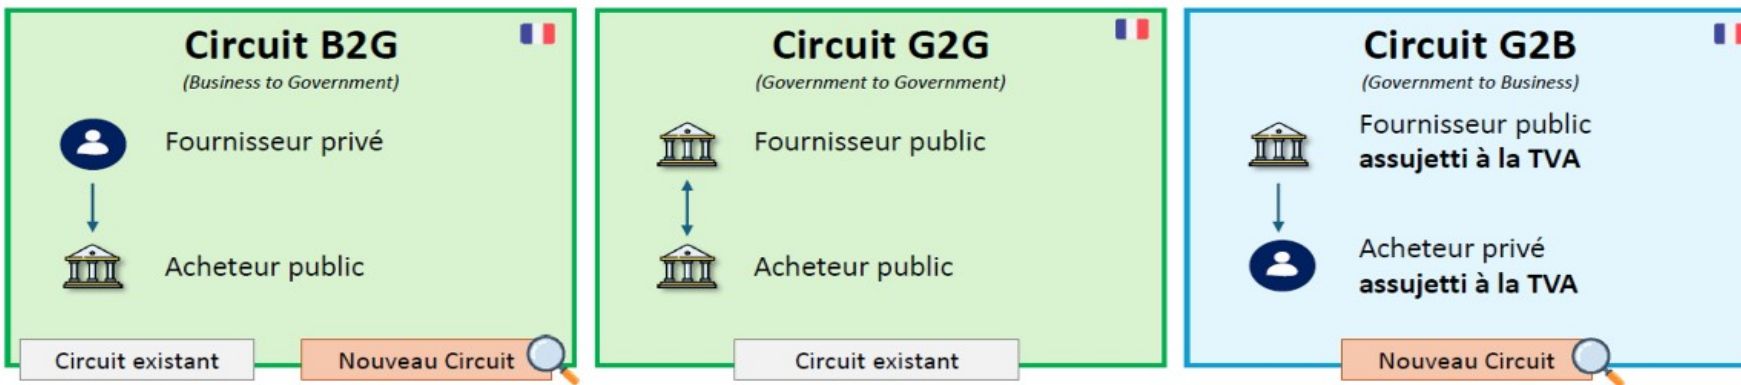 Circuit B2G
(Business to Government)
Fournisseur privé
Acheteur public
Circuit existant
Nouveau Circuit
Circuit G2G
(Government to Government)
Fournisseur public
Acheteur public
Circuit existant
Circuit G2B
(Government to Business)
Fournisseur public
assujetti à la TVA
Acheteur privé
assujetti à la TVA
Nouveau Circuit